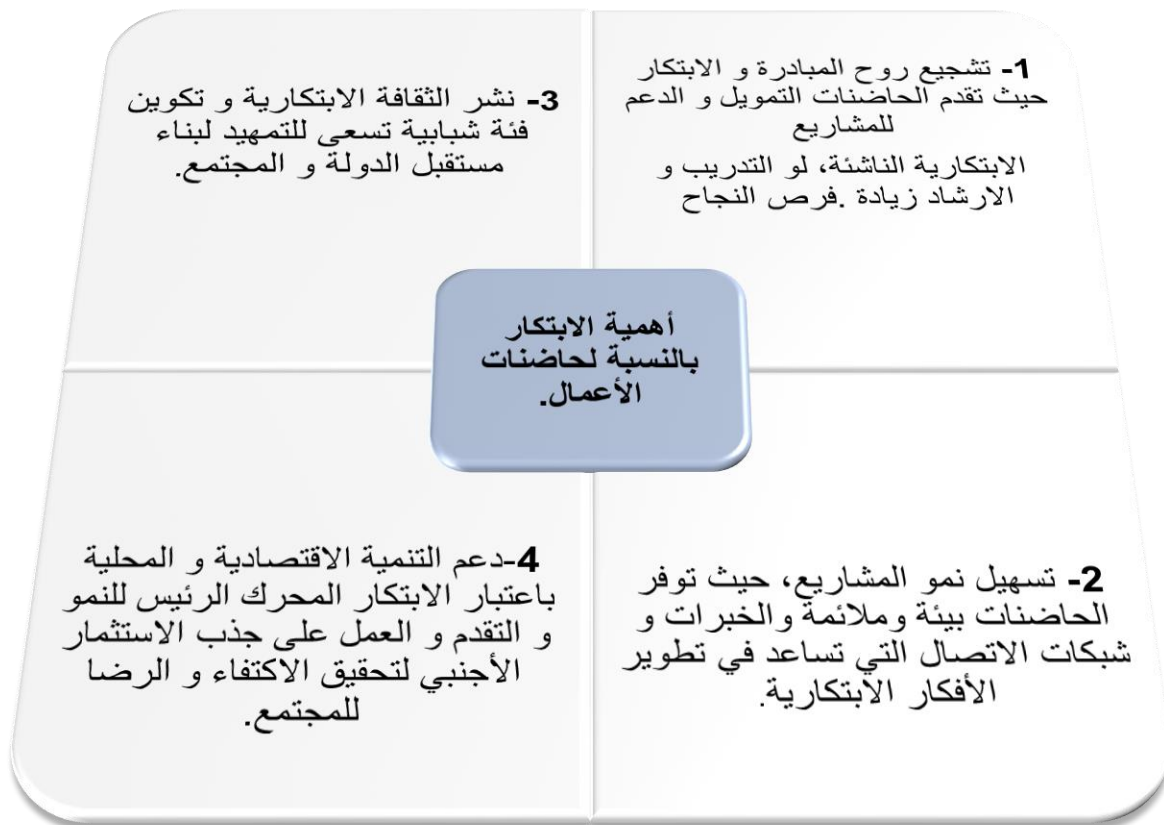 1- تشجيع روح المبادرة و الابتكار
حيث تقدم الحاضنات التمويل و الدعم
للمشاريع
الابتكارية الناشئة، لو التدريب و
الارشاد زيادة .فرص النجاح
3- نشر الثقافة الابتكارية و تكوين
فئة شبابية تسعى للتمهيد لبناء
مستقبل الدولة و المجتمع.
أهمية الابتكار
بالنسبة لحاضنات
الأعمال.
2- تسهيل نمو المشاريع، حيث توفر
الحاضنات بيئة وملائمة والخبرات و
شبكات الاتصال التي تساعد في تطوير
الأفكار الابتكارية.
4-دعم التنمية الاقتصادية و المحلية
باعتبار الابتكار المحرك الرئيس للنمو
و التقدم و العمل على جذب الاستثمار
الأجنبي لتحقيق الاكتفاء و الرضا
للمجتمع.